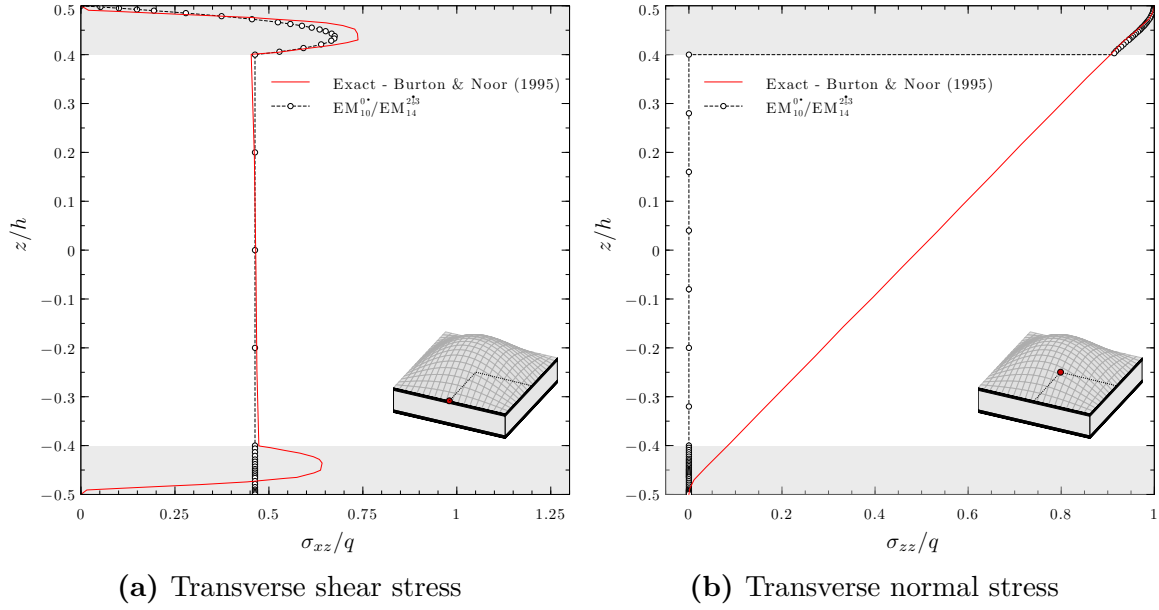 0.5
0.4
0.3
0.2
0.1
0
−0.1
−0.2
−0.3
−0.4
−0.5
z/h
0 0.25 0.5 0.75 1 1.25
σxz/q
Exact - Burton & Noor (1995)
(a) Transverse shear stress
0.5
0.4
0.3
0.2
0.1
0
−0.1
−0.2
−0.3
−0.4
−0.5
z/h
0 0.2 0.4 0.6 0.8 1
σzz/q
Exact - Burton & Noor (1995)
(b) Transverse normal stress